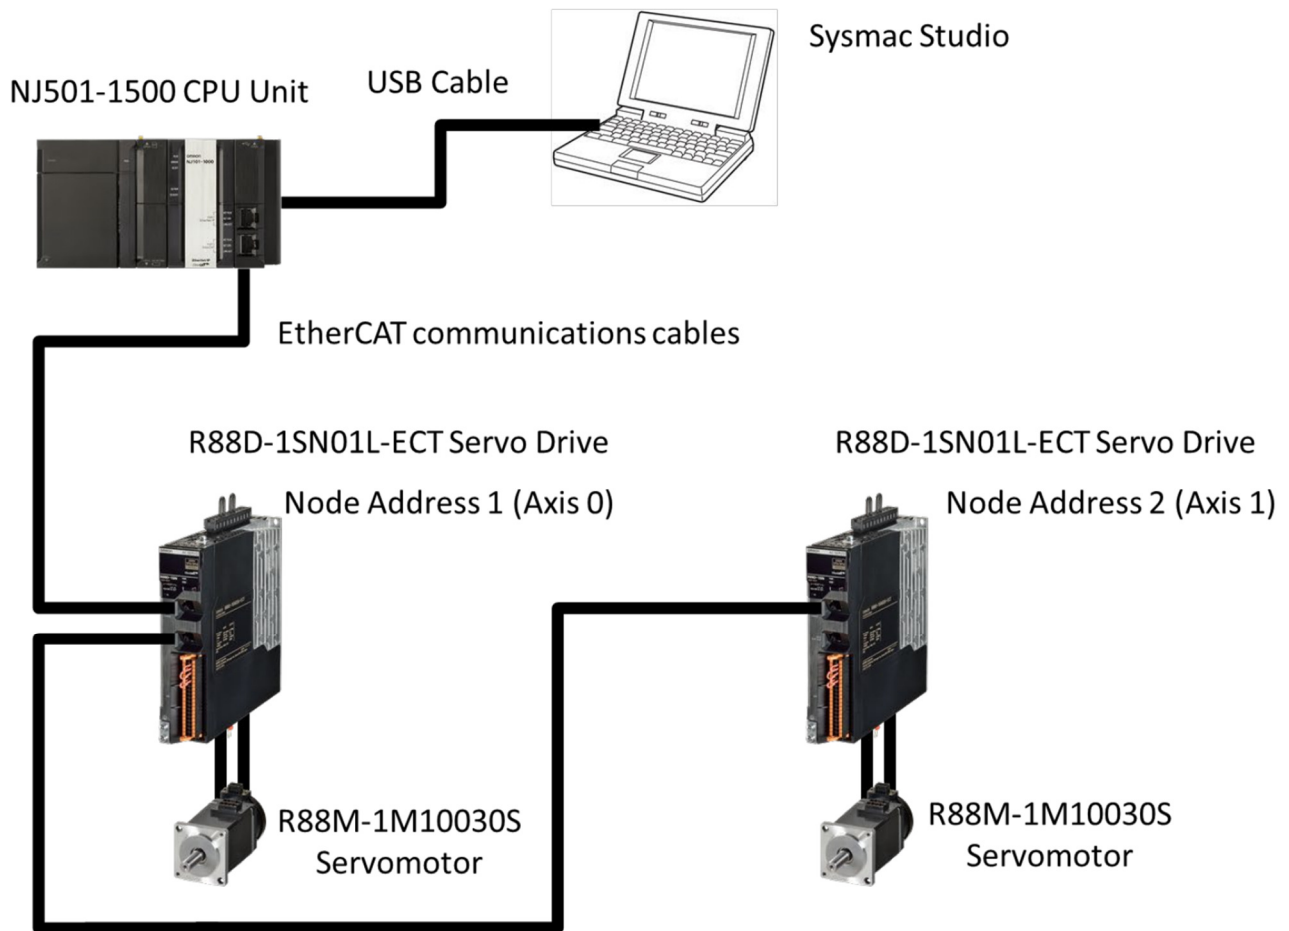 Sysmac Studio
USB Cable
NJ501-1500 CPU Unit
EtherCAT communications cables
R88D-1SN01L-ECT Servo Drive
Node Address 1 (Axis 0)
R88D-1SN01L-ECT Servo Drive
Node Address 2 (Axis 1)
R88M-1M10030S
Servomotor
R88M-1M10030S
Servomotor